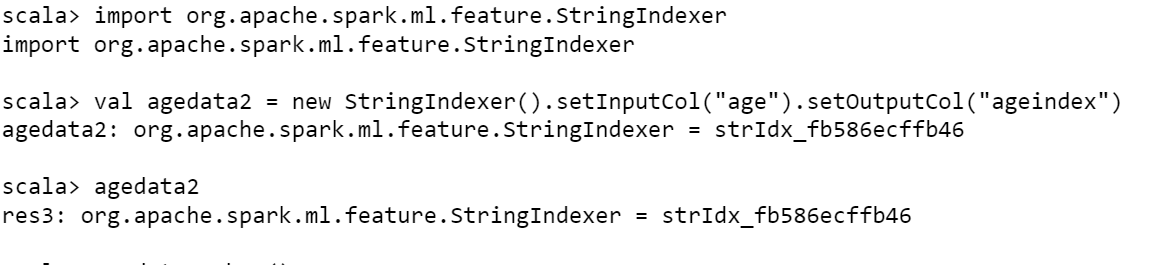 scala> import org.apache.spark.ml.feature.StringIndexer
import org.apache.spark.ml.feature.StringIndexer
scala> val agedata2 = new StringIndexer().setInputCol("age").setOutputCol("ageindex")
agedata2: org.apache.spark.ml.feature.StringIndexer = strIdx_fb586ecffb46
scala> agedata2
res3: org.apache.spark.ml.feature.StringIndexer = strIdx_fb586ecffb46